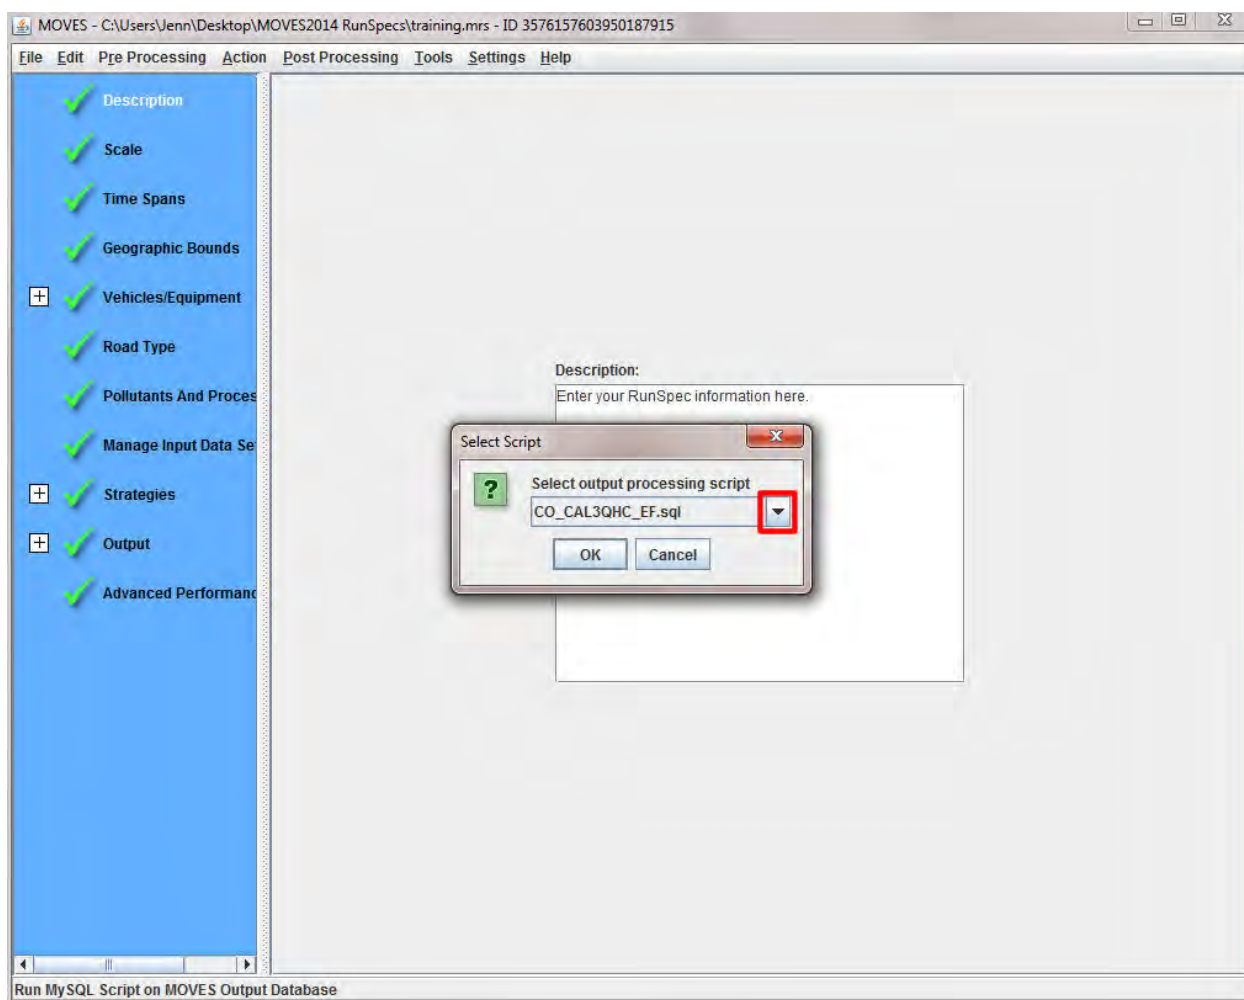 MOVES - C:\Users\Jenn\Desktop\MOVES2014 RunSpecs\training.mrs - ID 3576157603950187915
File Edit Pre Processing Action Post Processing Tools Settings Help
Description
Scale
Time Spans
Geographic Bounds
Vehicles/Equipment
Road Type
Pollutants And Proces
Manage Input Data Se
Strategies
Output
Advanced Performanc
Description:
Enter your RunSpec information here.
Select Script
Select output processing script
CO_CAL3QHC_EF.sql
OK Cancel
Run MySQL Script on MOVES Output Database